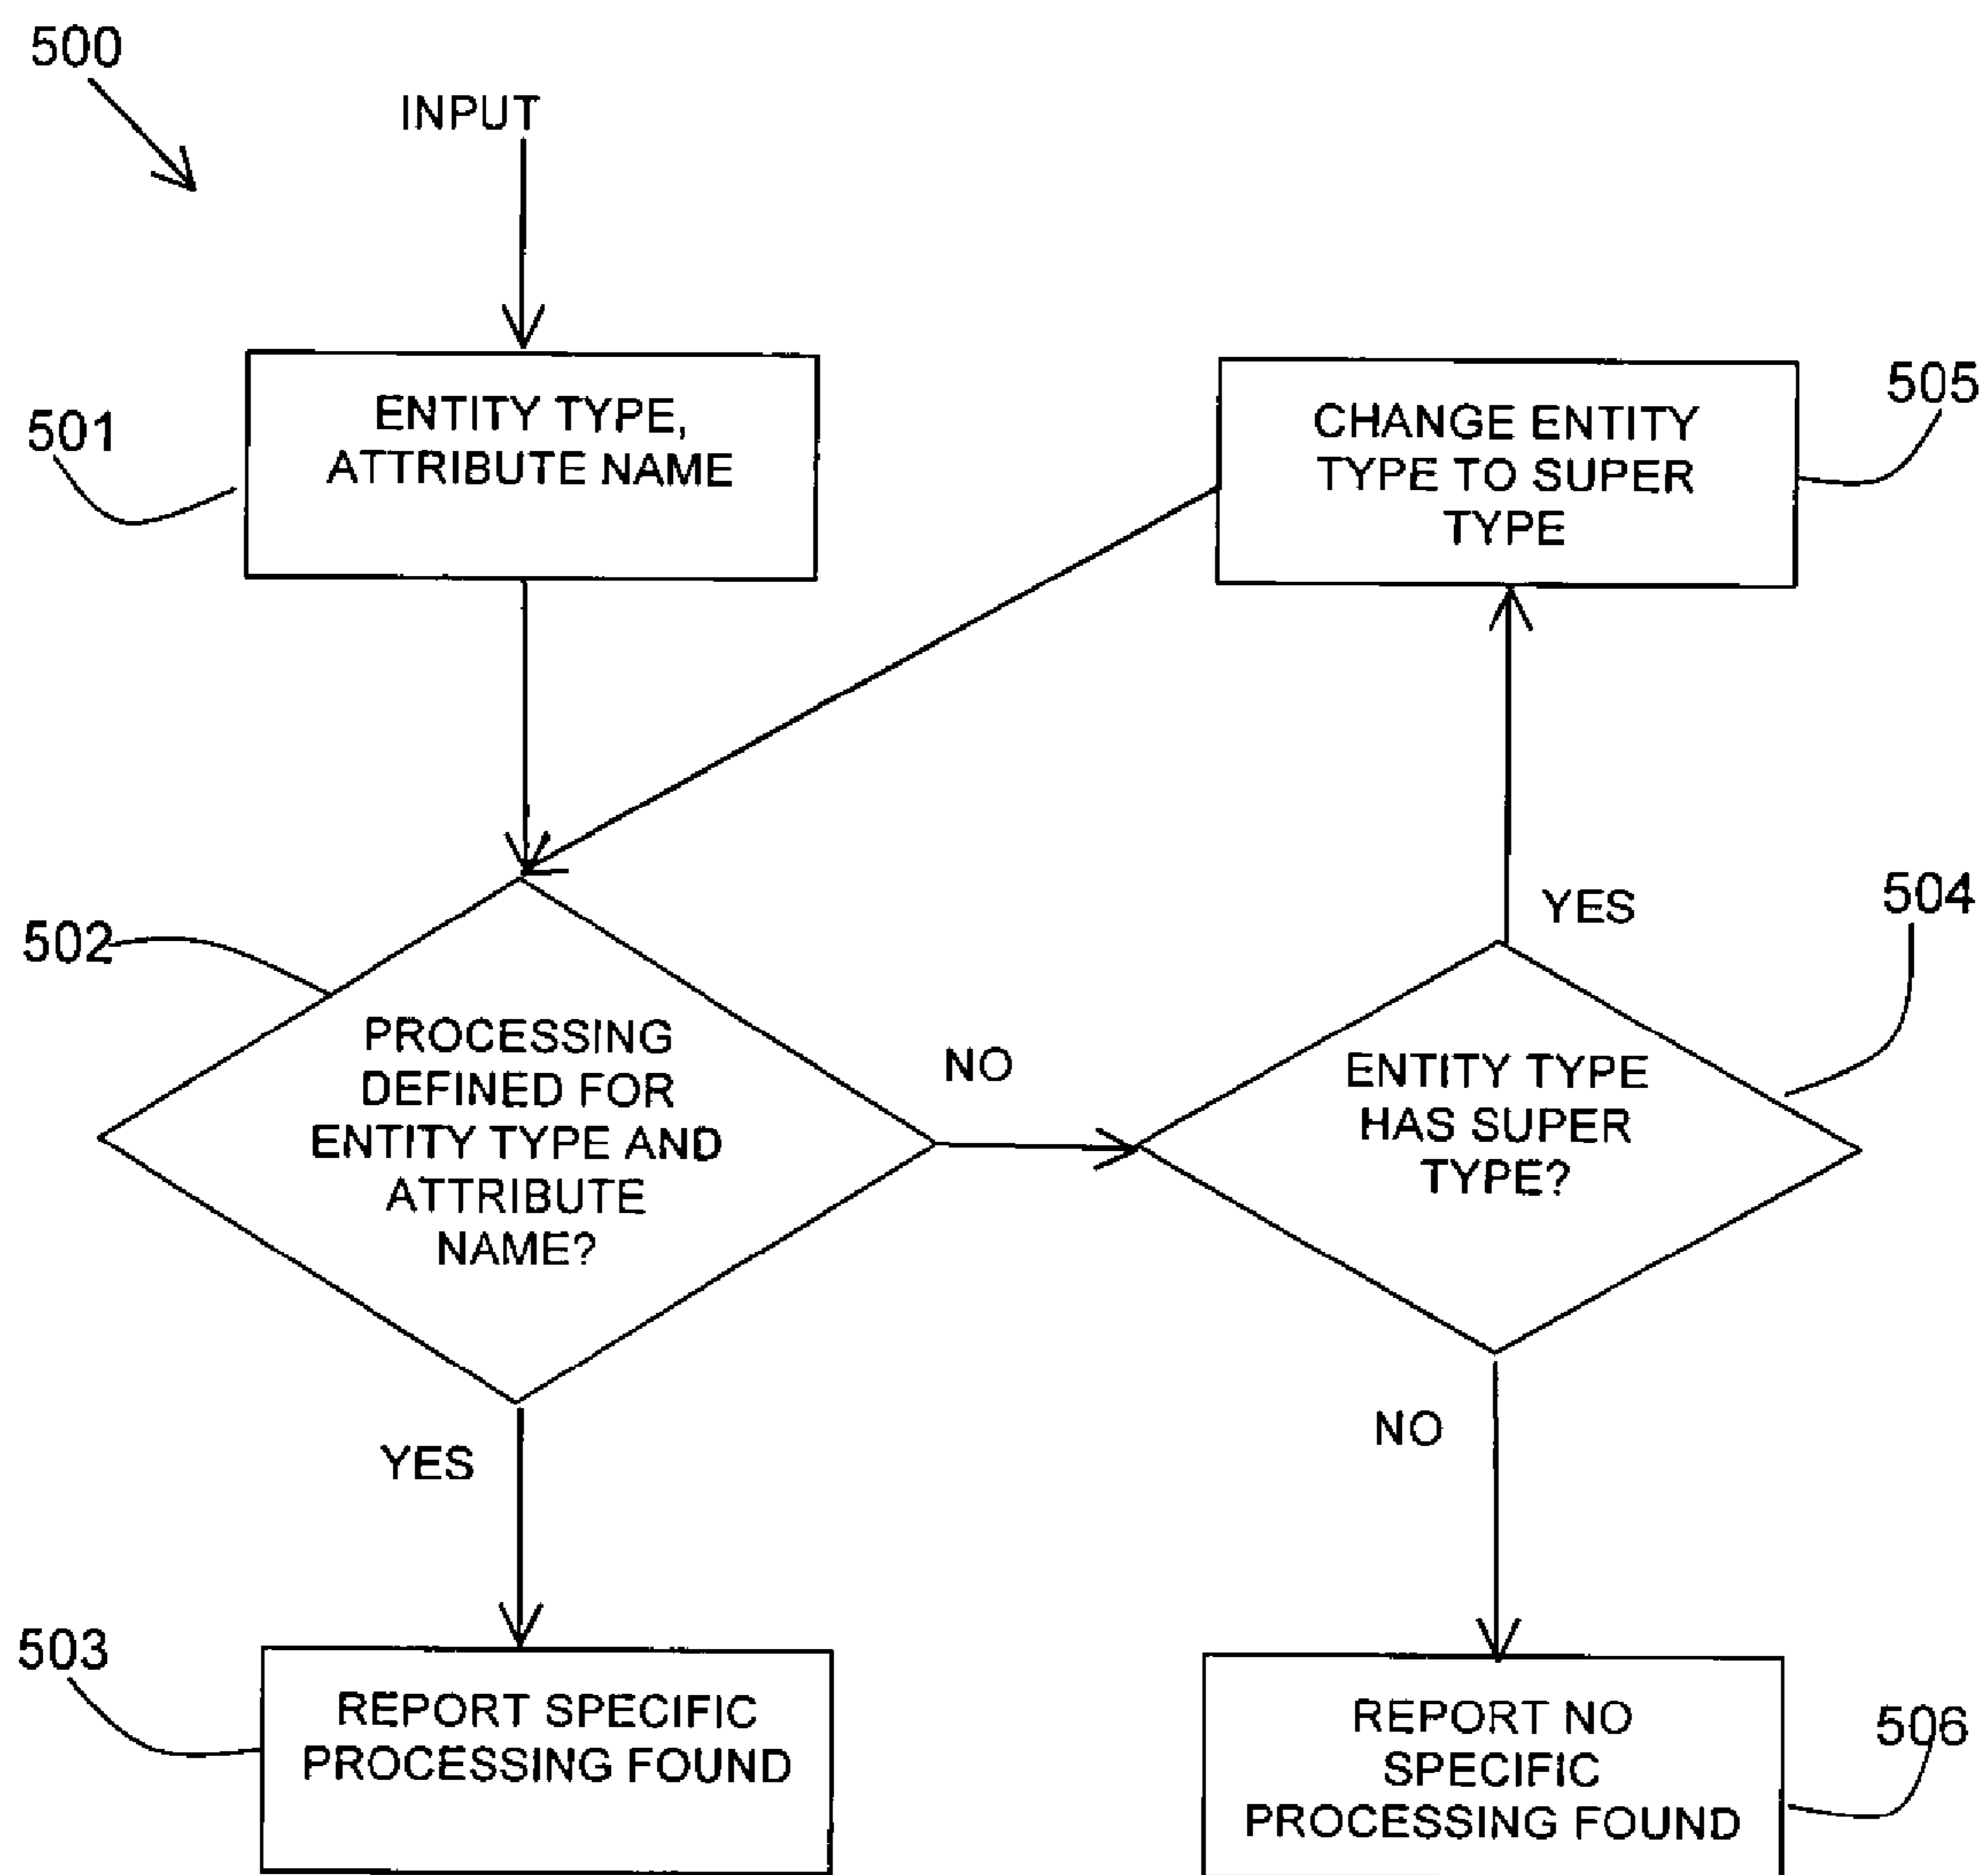 500
INPUT
501
ENTITY TYPE,
ATTRIBUTE NAME
505
CHANGE ENTITY
TYPE TO SUPER
TYPE
502
PROCESSING
DEFINED FOR
ENTITY TYPE AND
ATTRIBUTE
NAME?
NO
YES
504
ENTITY TYPE
HAS SUPER
TYPE?
YES
NO
503
REPORT SPECIFIC
PROCESSING FOUND
506
REPORT NO
SPECIFIC
PROCESSING FOUND